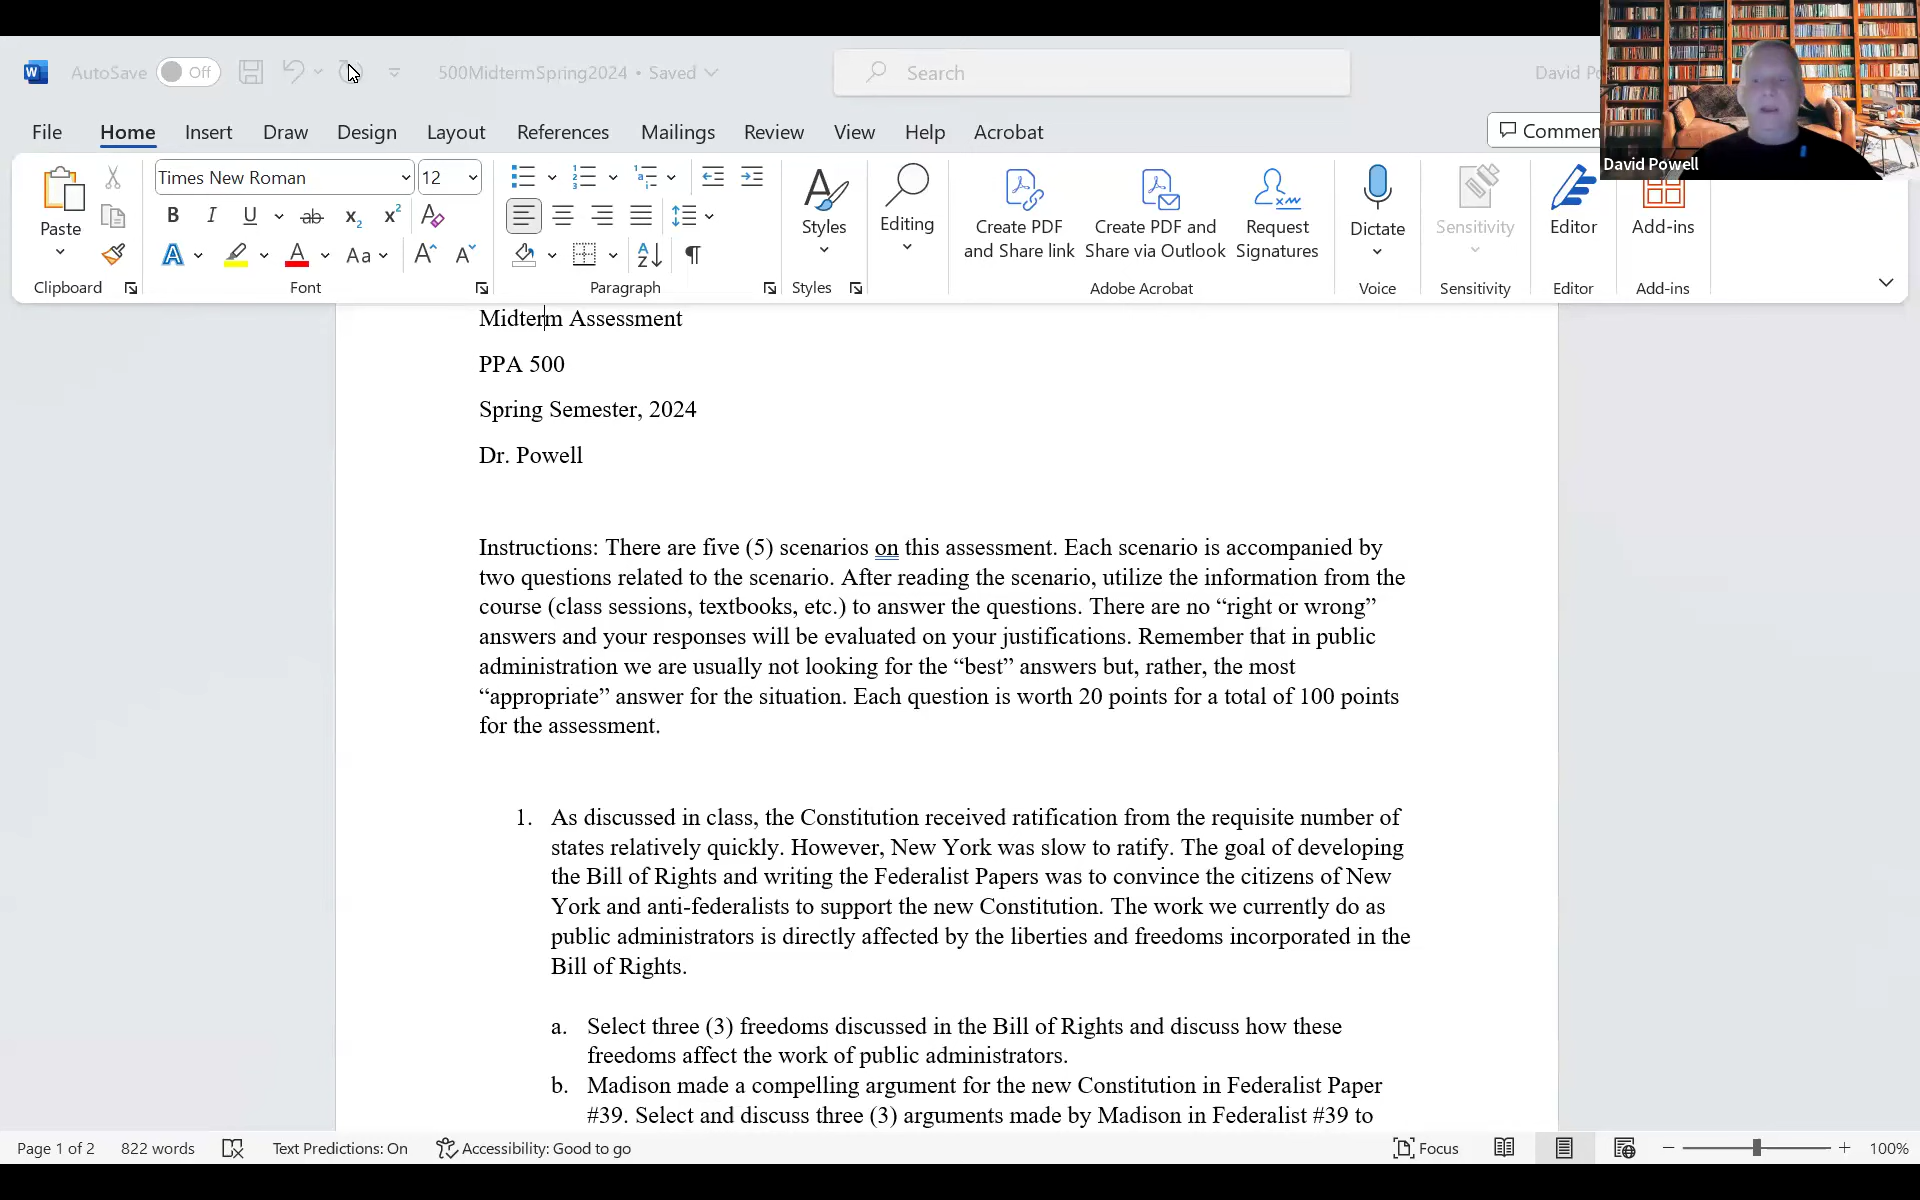 AutoSave Off 500MidtermSpring2024 • Saved Search
David Powell
File Home Insert Draw Design Layout References Mailings Review View Help Acrobat
Times New Roman 12
Paste
B I U ab x₂ x² A
A A Aa A A
Styles Editing
Create PDF and Share link
Create PDF and Share via Outlook
Request Signatures
Dictate Sensitivity Editor Add-ins
Clipboard Font Paragraph Styles Adobe Acrobat Voice Sensitivity Editor Add-ins
Midterm Assessment
PPA 500
Spring Semester, 2024
Dr. Powell
Instructions: There are five (5) scenarios on this assessment. Each scenario is accompanied by
two questions related to the scenario. After reading the scenario, utilize the information from the
course (class sessions, textbooks, etc.) to answer the questions. There are no “right or wrong”
answers and your responses will be evaluated on your justifications. Remember that in public
administration we are usually not looking for the “best” answers but, rather, the most
“appropriate” answer for the situation. Each question is worth 20 points for a total of 100 points
for the assessment.
1. As discussed in class, the Constitution received ratification from the requisite number of
states relatively quickly. However, New York was slow to ratify. The goal of developing
the Bill of Rights and writing the Federalist Papers was to convince the citizens of New
York and anti-federalists to support the new Constitution. The work we currently do as
public administrators is directly affected by the liberties and freedoms incorporated in the
Bill of Rights.
a. Select three (3) freedoms discussed in the Bill of Rights and discuss how these
freedoms affect the work of public administrators.
b. Madison made a compelling argument for the new Constitution in Federalist Paper
#39. Select and discuss three (3) arguments made by Madison in Federalist #39 to
Page 1 of 2 822 words Text Predictions: On Accessibility: Good to go Focus 100%